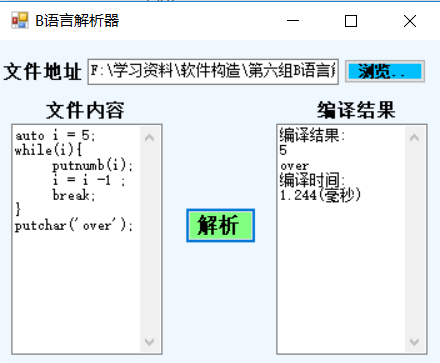 B语言解析器
文件地址 F:\学习资料\软件构造\第六组B语言 浏览..
文件内容
auto i = 5;
while(i){
putnumb(i);
i = i -1 ;
break;
}
putchar('over');
解析
编译结果
编译结果:
5
over
编译时间:
1.244(毫秒)